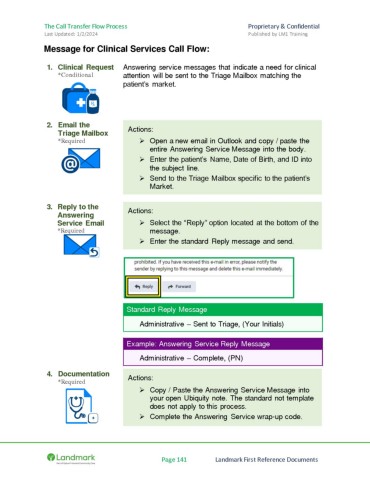 The Call Transfer Flow Process
Proprietary & Confidential
Last Updated: 1/2/2024
Published by LM1 Training
Message for Clinical Services Call Flow:
1. Clinical Request
*Conditional
Answering service messages that indicate a need for clinical
attention will be sent to the Triage Mailbox matching the
patient's market.
2. Email the
Triage Mailbox
*Required
Actions:
➢ Open a new email in Outlook and copy / paste the
entire Answering Service Message into the body.
➢ Enter the patient's Name, Date of Birth, and ID into
the subject line.
➢ Send to the Triage Mailbox specific to the patient's
Market.
3. Reply to the
Answering
Service Email
*Required
Actions:
➢ Select the "Reply" option located at the bottom of the
message.
➢ Enter the standard Reply message and send.
prohibited. If you have received this e-mail in error, please notify the
sender by replying to this message and delete this e-mail immediately.
Reply
Forward
Standard Reply Message
Administrative – Sent to Triage, (Your Initials)
Example: Answering Service Reply Message
Administrative – Complete, (PN)
4. Documentation
*Required
Actions:
➢ Copy / Paste the Answering Service Message into
your open Ubiquity note. The standard not template
does not apply to this process.
➢ Complete the Answering Service wrap-up code.
Landmark
Page 141
Landmark First Reference Documents